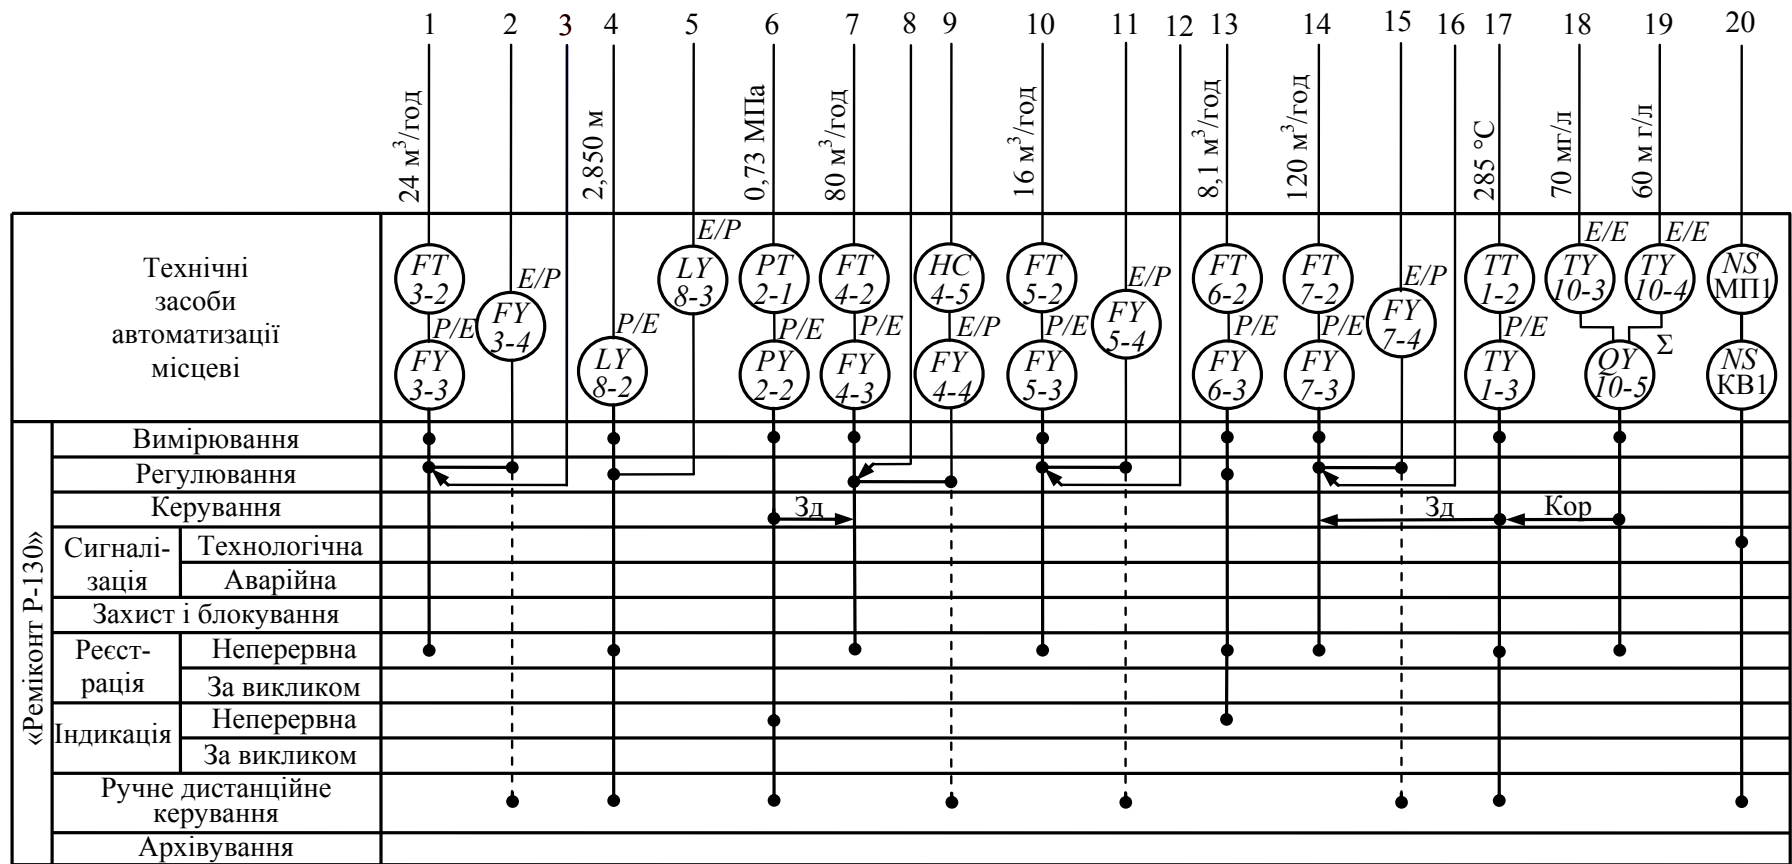 1 2 3 4 5 6 7 8 9 10 11 12 13 14 15 16 17 18 19 20
24 м³/год
2,850 м
0,73 МПа
80 м³/год
16 м³/год
8,1 м³/год
120 м³/год
285 °С
70 мг/л
60 м г/л
Технічні
засоби
автоматизації
місцеві
FT
3-2
P/E
FY
3-3
E/P
FY
3-4
P/E
LY
8-2
E/P
LY
8-3
PT
2-1
P/E
PY
2-2
FT
4-2
P/E
FY
4-3
HC
4-5
E/P
FY
4-4
FT
5-2
P/E
FY
5-3
E/P
FY
5-4
FT
6-2
P/E
FY
6-3
FT
7-2
P/E
FY
7-3
E/P
FY
7-4
TT
1-2
P/E
TY
1-3
E/E
TY
10-3
E/E
TY
10-4
Σ
QY
10-5
NS
МП1
NS
КВ1
«Реміконт Р-130»
Вимірювання
Регулювання
Керування
Зд
Зд
Кор
Сигналі-
зація
Технологічна
Аварійна
Захист і блокування
Реєст-
рація
Неперервна
За викликом
Індикація
Неперервна
За викликом
Ручне дистанційне
керування
Архівування